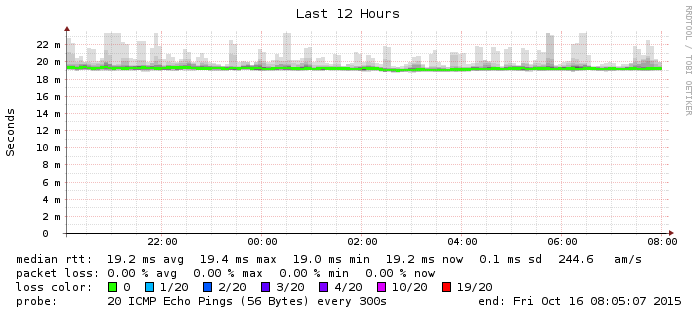 Last 12 Hours
RRDTOOL / TOBI OETIKER
Seconds
22 m
20 m
18 m
16 m
14 m
12 m
10 m
8 m
6 m
4 m
2 m
0
22:00 00:00 02:00 04:00 06:00 08:00
median rtt: 19.2 ms avg 19.4 ms max 19.0 ms min 19.2 ms now 0.1 ms sd 244.6 am/s
packet loss: 0.00 % avg 0.00 % max 0.00 % min 0.00 % now
loss color: 0 1/20 2/20 3/20 4/20 10/20 19/20
probe: 20 ICMP Echo Pings (56 Bytes) every 300s end: Fri Oct 16 08:05:07 2015